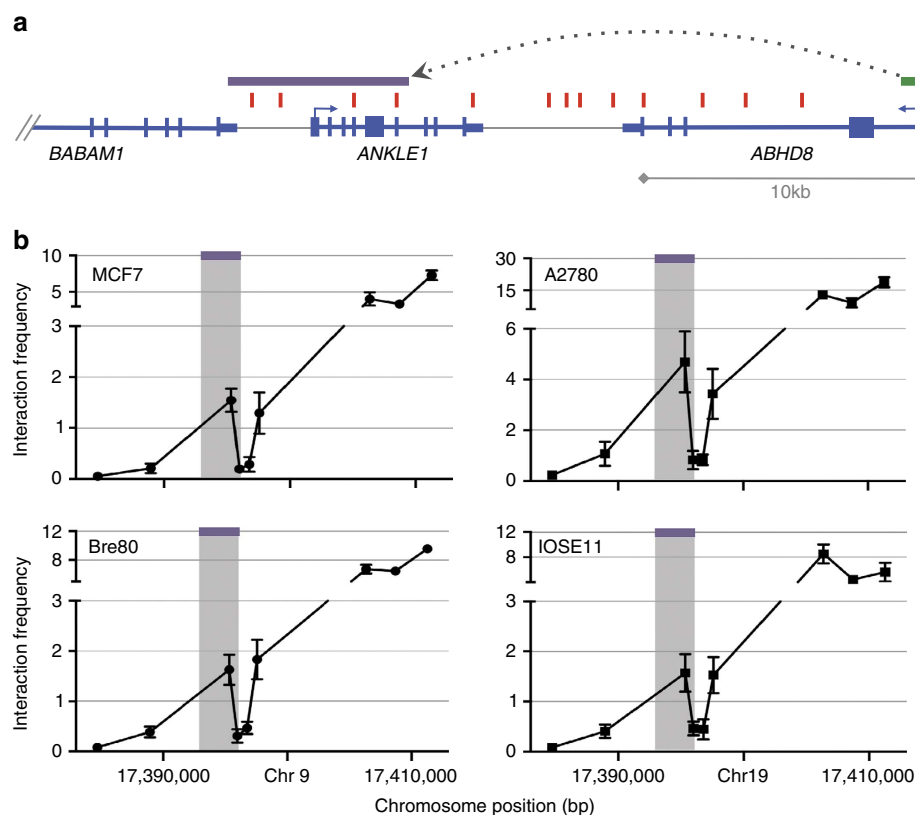 a
BABAM1
ANKLE1
ABHD8
10kb
b
Interaction frequency
10
5
3
2
1
0
MCF7
30
15
6
4
2
0
A2780
Interaction frequency
12
8
3
2
1
0
Bre80
12
8
3
2
1
0
IOSE11
17,390,000
Chr 9
17,410,000
17,390,000
Chr19
17,410,000
Chromosome position (bp)